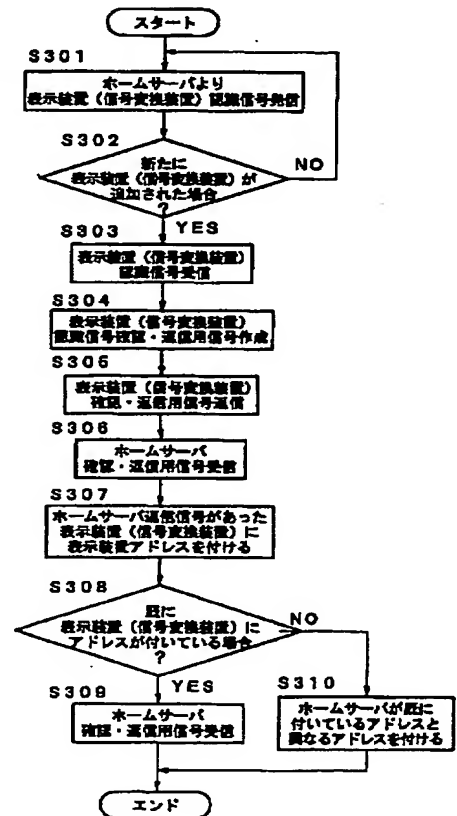 スタート
S301
ホームサーバより
表示装置（信号変換装置）認識信号発信
S302
新たに
表示装置（信号変換装置）が
追加された場合
?
NO
YES
S303
表示装置（信号変換装置）
認識信号受信
S304
表示装置（信号変換装置）
認識信号確認・返信用信号作成
S305
表示装置（信号変換装置）
確認・返信用信号返信
S306
ホームサーバ
確認・返信用信号受信
S307
ホームサーバ返信信号があった
表示装置（信号変換装置）に
表示装置アドレスを付ける
S308
既に
表示装置（信号変換装置）に
アドレスが付いている場合
?
NO
YES
S309
ホームサーバ
確認・返信用信号受信
S310
ホームサーバが既に
付いているアドレスと
異なるアドレスを付ける
エンド